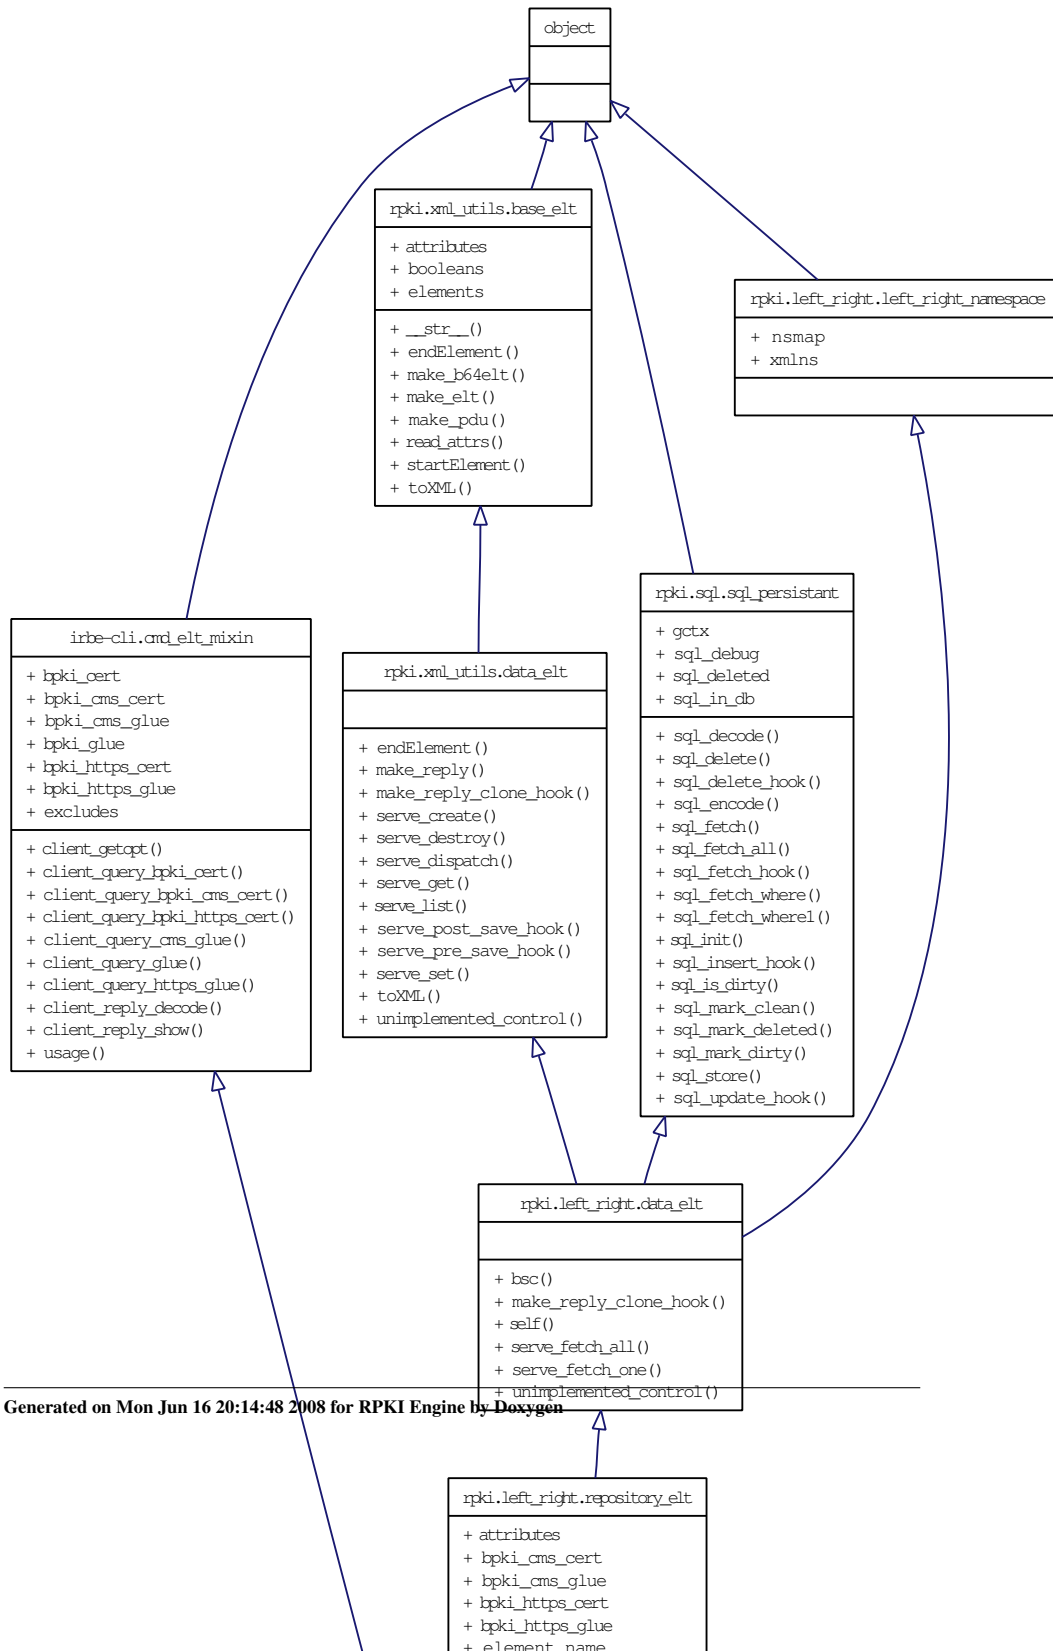 object
rpki.xml_utils.base_elt
+ attributes
+ booleans
+ elements
+ __str__()
+ endElement()
+ make_b64elt()
+ make_elt()
+ make_pdu()
+ read_attrs()
+ startElement()
+ toXML()
rpki.left_right.left_right_namespace
+ nsmap
+ xmlns
rpki.sql.sql_persistant
+ gctx
+ sql_debug
+ sql_deleted
+ sql_in_db
+ sql_decode()
+ sql_delete()
+ sql_delete_hook()
+ sql_encode()
+ sql_fetch()
+ sql_fetch_all()
+ sql_fetch_hook()
+ sql_fetch_where()
+ sql_fetch_where1()
+ sql_init()
+ sql_insert_hook()
+ sql_is_dirty()
+ sql_mark_clean()
+ sql_mark_deleted()
+ sql_mark_dirty()
+ sql_store()
+ sql_update_hook()
irbe-cli.cmd_elt_mixin
+ bpki_cert
+ bpki_cms_cert
+ bpki_cms_glue
+ bpki_glue
+ bpki_https_cert
+ bpki_https_glue
+ excludes
+ client_getopt()
+ client_query_bpki_cert()
+ client_query_bpki_cms_cert()
+ client_query_bpki_https_cert()
+ client_query_cms_glue()
+ client_query_glue()
+ client_query_https_glue()
+ client_reply_decode()
+ client_reply_show()
+ usage()
rpki.xml_utils.data_elt
+ endElement()
+ make_reply()
+ make_reply_clone_hook()
+ serve_create()
+ serve_destroy()
+ serve_dispatch()
+ serve_get()
+ serve_list()
+ serve_post_save_hook()
+ serve_pre_save_hook()
+ serve_set()
+ toXML()
+ unimplemented_control()
rpki.left_right.data_elt
+ bsc()
+ make_reply_clone_hook()
+ self()
+ serve_fetch_all()
+ serve_fetch_one()
+ unimplemented_control()
Generated on Mon Jun 16 20:14:48 2008 for RPKI Engine by Doxygen
rpki.left_right.repository_elt
+ attributes
+ bpki_cms_cert
+ bpki_cms_glue
+ bpki_https_cert
+ bpki_https_glue
+ element_name